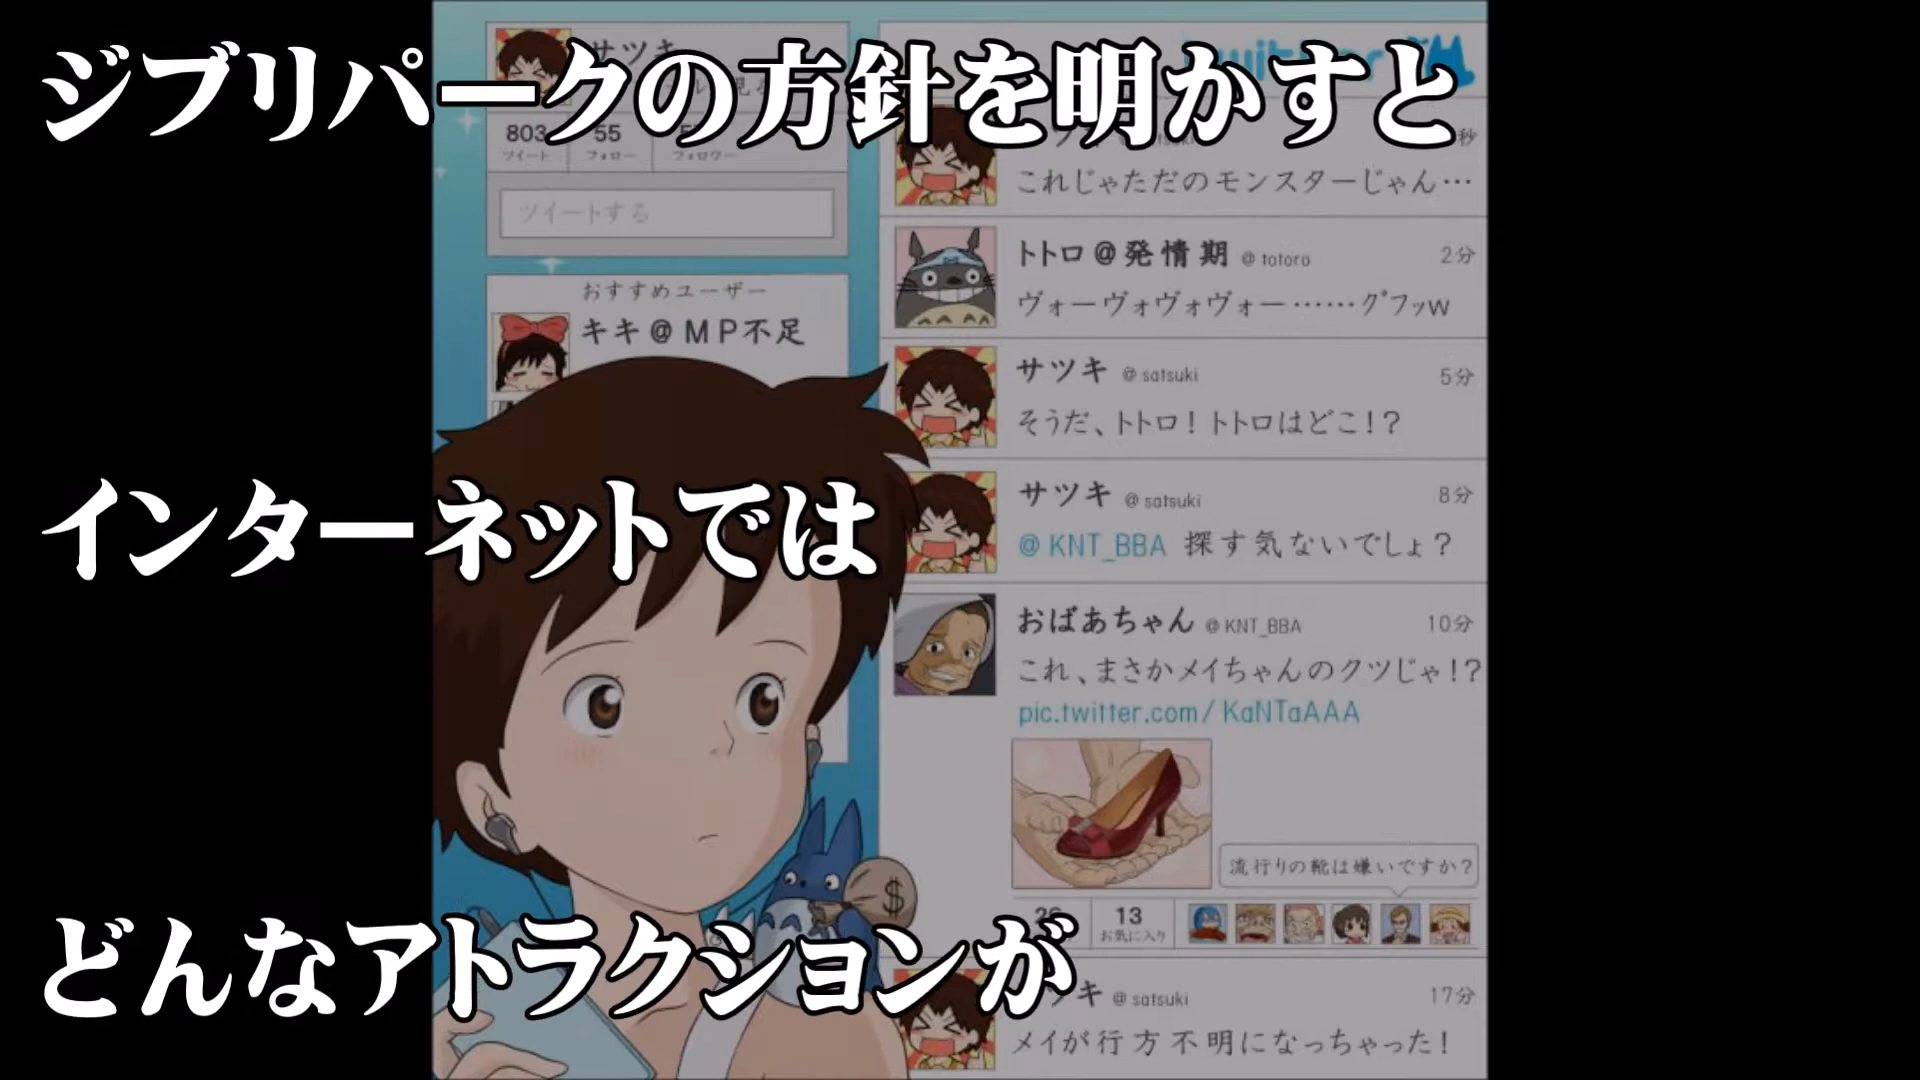 ジブリパークの方針を明かすと
インターネットでは
どんなアトラクションが
サツキ
803
ツイート
55
フォロー
フォロワー
ツイートする
おすすめユーザー
キキ@MP不足
秒
これじゃただのモンスターじゃん…
トトロ@発情期 @totoro 2分
ヴォーヴォヴォヴォー……グフッw
サツキ @satsuki 5分
そうだ、トトロ!トトロはどこ!?
サツキ @satsuki 8分
@KNT_BBA 探す気ないでしょ?
おばあちゃん @KNT_BBA 10分
これ、まさかメイちゃんのクツじゃ!?
pic.twitter.com/KaNTaAAA
流行りの靴は嫌いですか?
$
13
お気に入り
サツキ @satsuki 17分
メイが行方不明になっちゃった!